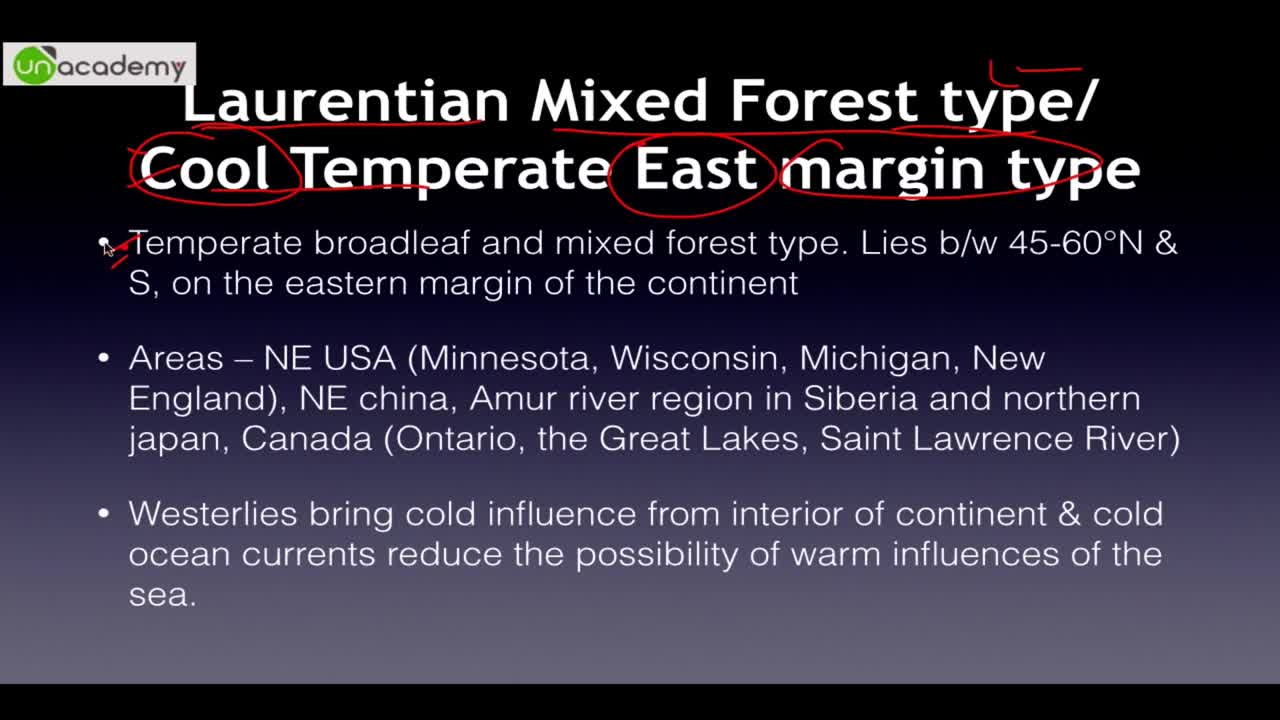 unacademy
Laurentian Mixed Forest type/
Cool Temperate East margin type
• Temperate broadleaf and mixed forest type. Lies b/w 45-60°N &
S, on the eastern margin of the continent
• Areas – NE USA (Minnesota, Wisconsin, Michigan, New
England), NE china, Amur river region in Siberia and northern
japan, Canada (Ontario, the Great Lakes, Saint Lawrence River)
• Westerlies bring cold influence from interior of continent & cold
ocean currents reduce the possibility of warm influences of the
sea.